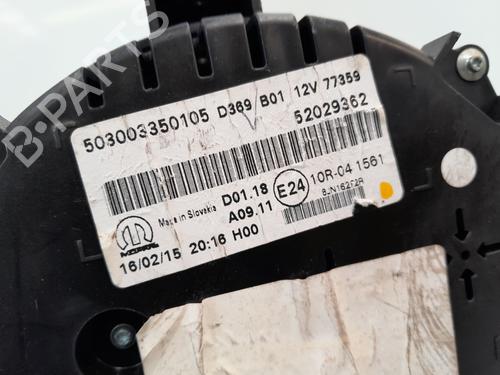 503003350105 D369 B01 12V 77359
52029362
Made in Slovakia D01.18 E24 10R-04 1561
A09.11
16/02/15 20:16 H00
B-PARTS